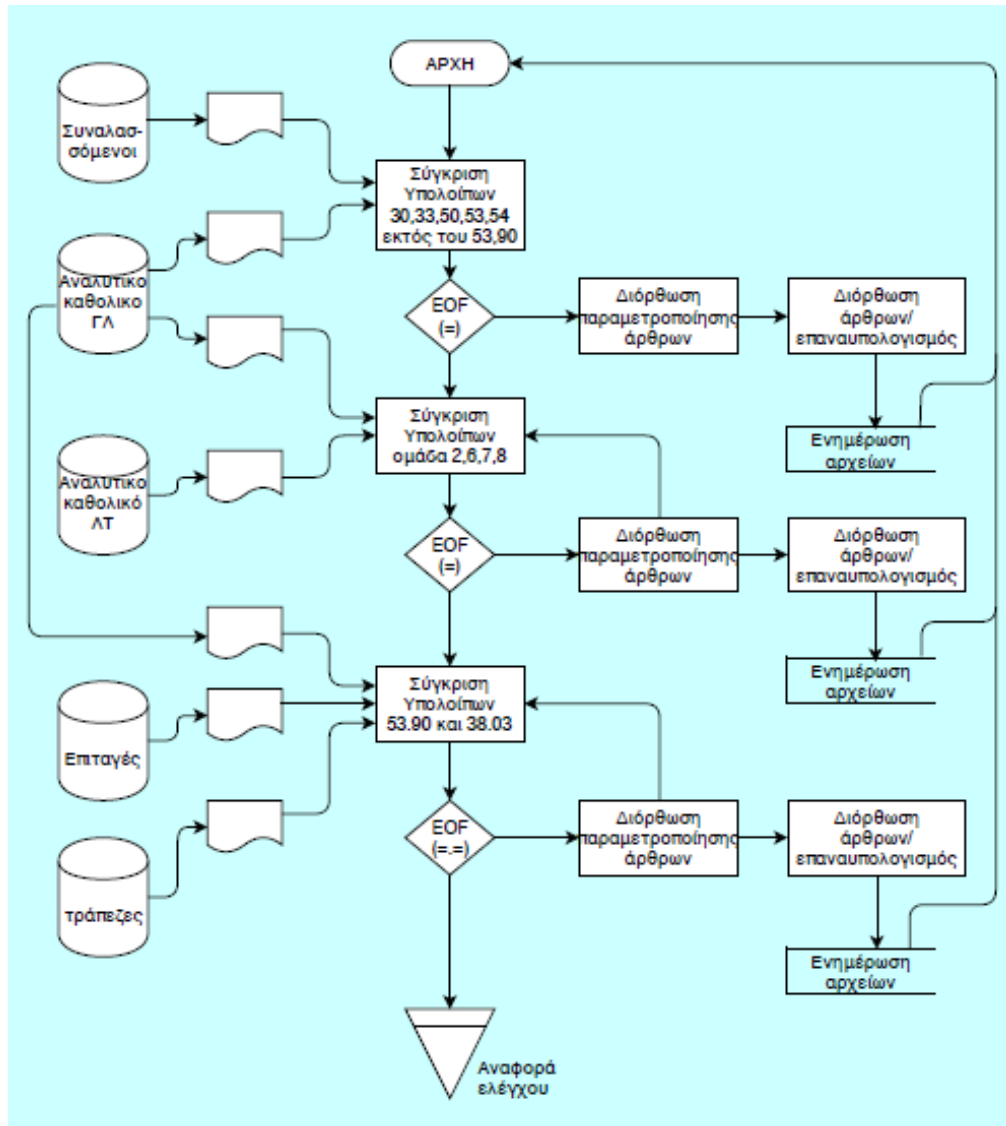 ΑΡΧΗ
Συναλασ-
σόμενοι
Σύγκριση
Υπολοίπων
30,33,50,53,54
εκτός του 53,90
Αναλυτικο
καθολικο
ΓΛ
EOF
(=)
Διόρθωση
παραμετροποίησης
άρθρων
Διόρθωση
άρθρων/
επαναυπολογισμός
Ενημέρωση
αρχείων
Σύγκριση
Υπολοίπων
ομάδα 2,6,7,8
Αναλυτικο
καθολικό
ΛΤ
EOF
(=)
Διόρθωση
παραμετροποίησης
άρθρων
Διόρθωση
άρθρων/
επαναυπολογισμός
Ενημέρωση
αρχείων
Σύγκριση
Υπολοίπων
53.90 και 38.03
Επιταγές
EOF
(=.=)
Διόρθωση
παραμετροποίησης
άρθρων
Διόρθωση
άρθρων/
επαναυπολογισμός
τράπεζες
Ενημέρωση
αρχείων
Αναφορά
ελέγχου